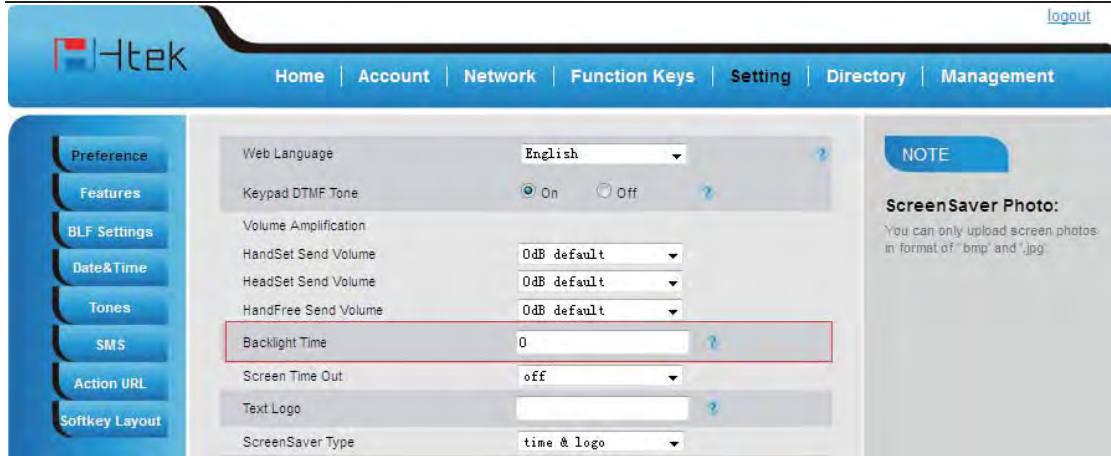 logout
Htek
Home | Account | Network | Function Keys | Setting | Directory | Management
Preference
Features
BLF Settings
Date&Time
Tones
SMS
Action URL
Softkey Layout
Web Language English ?
Keypad DTMF Tone On Off ?
Volume Amplification
HandSet Send Volume 0dB default
HeadSet Send Volume 0dB default
HandFree Send Volume 0dB default
Backlight Time 0 ?
Screen Time Out off
Text Logo ?
ScreenSaver Type time & logo
NOTE
ScreenSaver Photo:
You can only upload screen photos
in format of '.bmp' and '.jpg'.